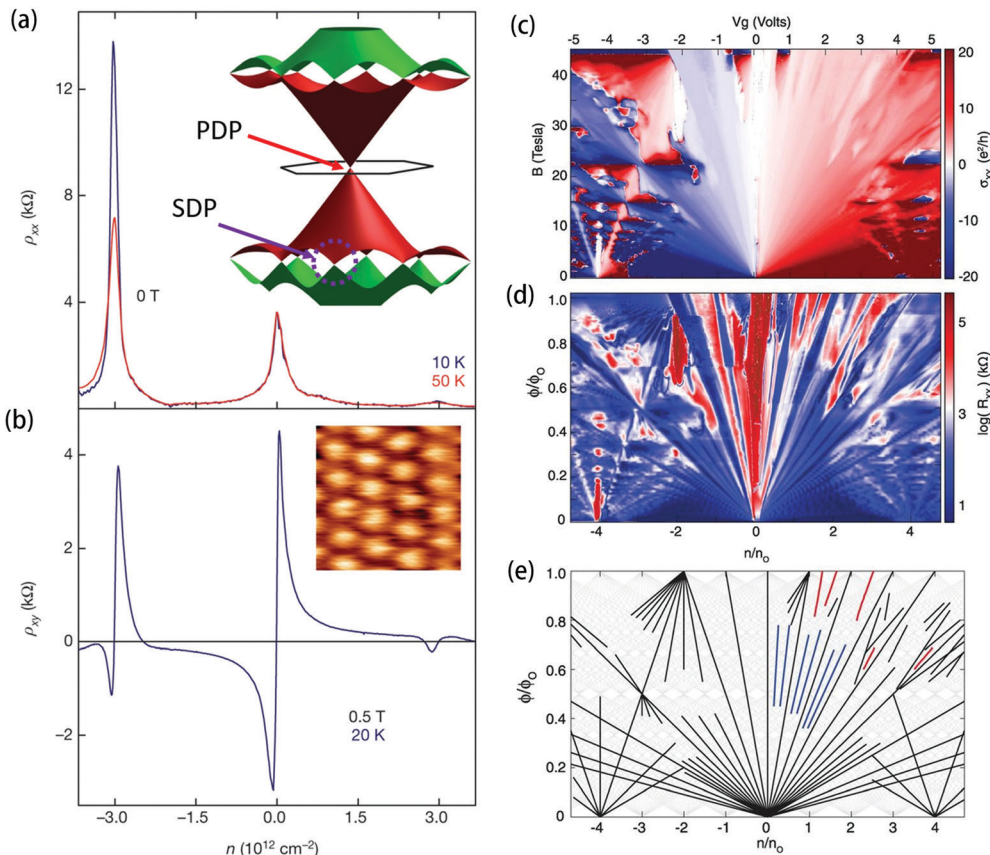 (a)
12
8
4
ρxx (kΩ)
PDP
SDP
0 T
10 K
50 K
(b)
4
2
0
−2
ρxy (kΩ)
0.5 T
20 K
−3.0 −1.5 0.0 1.5 3.0
n (10¹² cm⁻²)
(c)
Vg (Volts)
-5 -4 -3 -2 -1 0 1 2 3 4 5
40
30
20
10
0
B (Tesla)
20
10
0
-10
-20
σxy (e²/h)
(d)
1.0
0.8
0.6
0.4
0.2
0
ϕ/ϕO
5
3
1
log( Rxx) (kΩ)
-4 -2 0 2 4
n/nO
(e)
1.0
0.8
0.6
0.4
0.2
0
ϕ/ϕO
-4 -3 -2 -1 0 1 2 3 4
n/nO